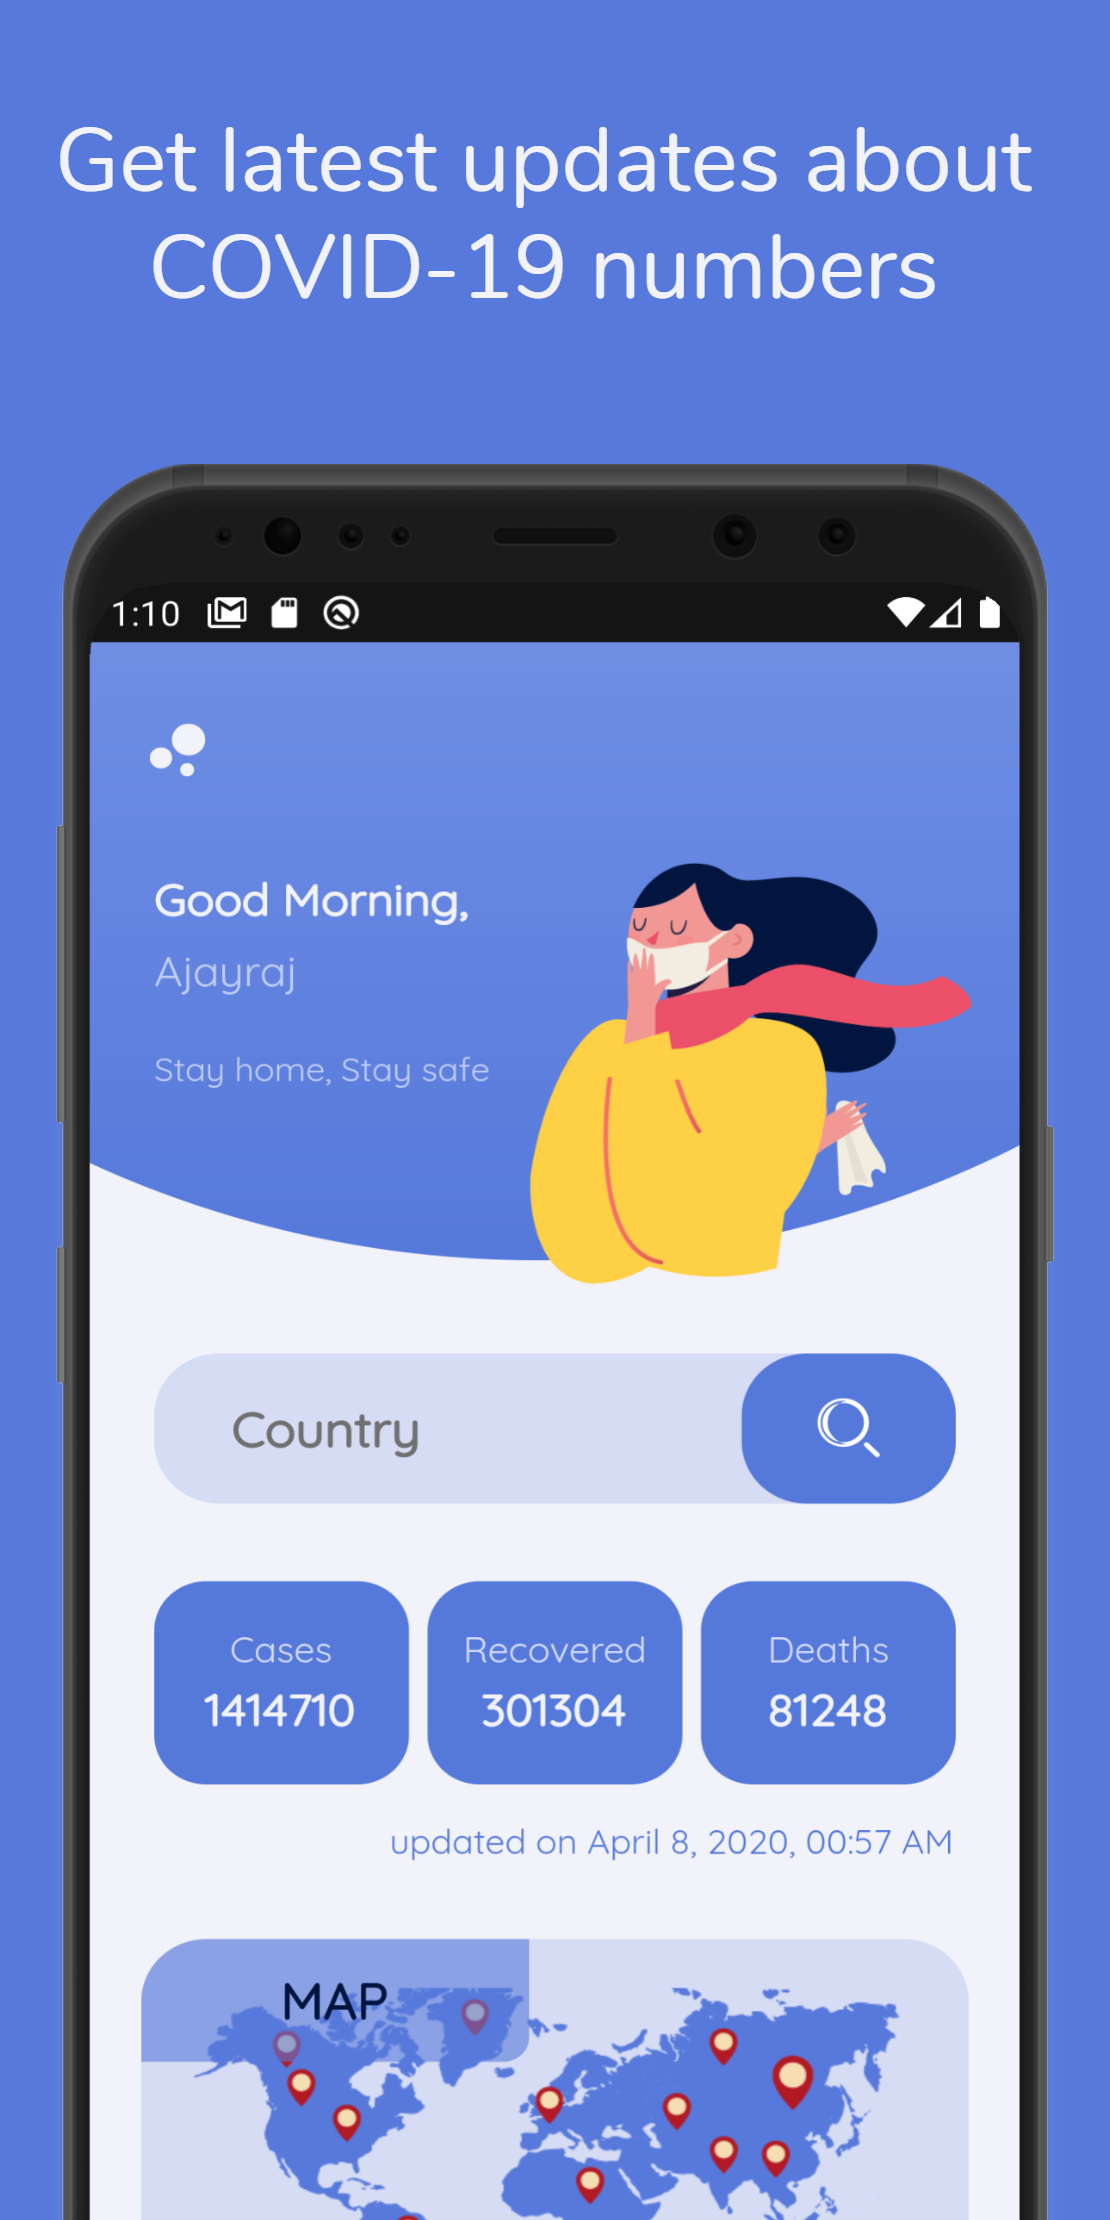 Get latest updates about
COVID-19 numbers
1:10
Good Morning,
Ajayraj
Stay home, Stay safe
Country
Cases
1414710
Recovered
301304
Deaths
81248
updated on April 8, 2020, 00:57 AM
MAP